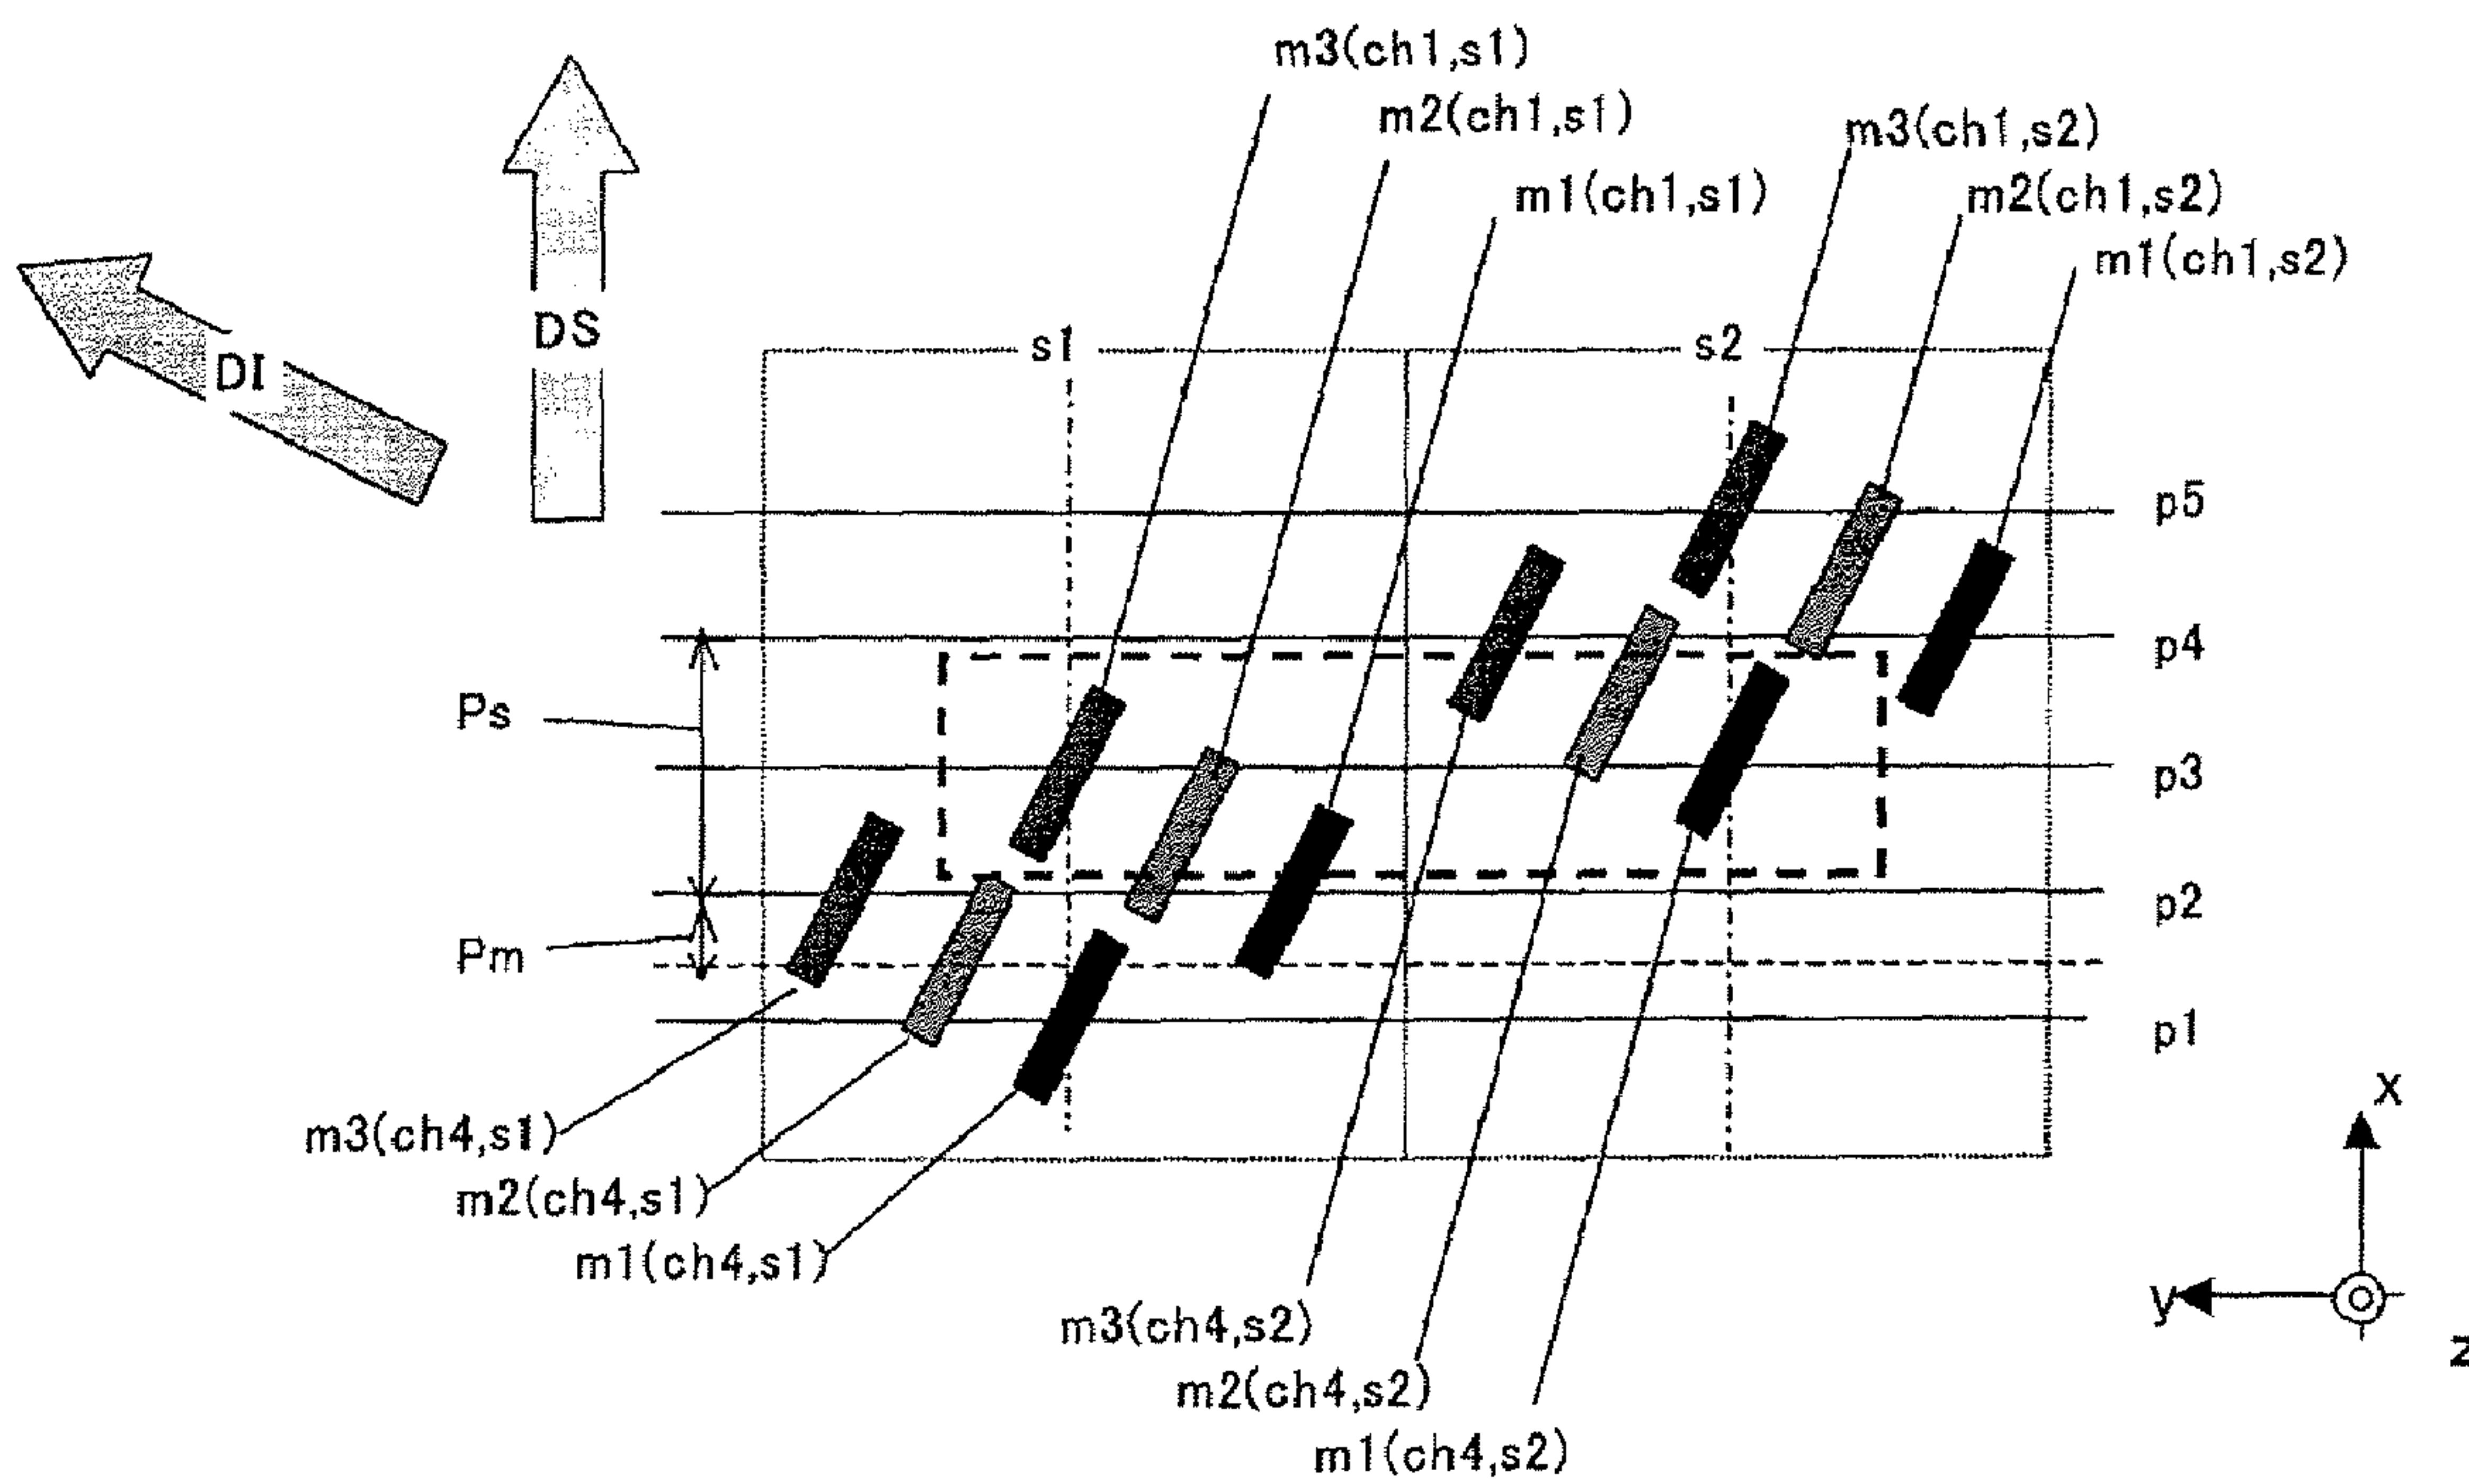 m3(ch1,s1)
m2(ch1,s1)
m1(ch1,s1)
m3(ch1,s2)
m2(ch1,s2)
m1(ch1,s2)
DS
DI
s1
s2
p5
p4
Ps
p3
p2
Pm
p1
x
m3(ch4,s1)
m2(ch4,s1)
m1(ch4,s1)
y
z
m3(ch4,s2)
m2(ch4,s2)
m1(ch4,s2)